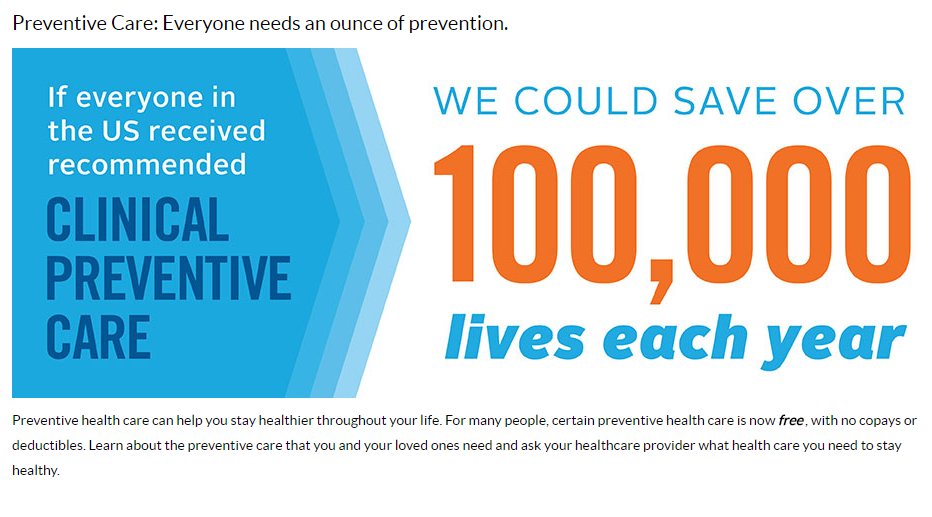 Preventive Care: Everyone needs an ounce of prevention.
If everyone in
the US received
recommended
CLINICAL
PREVENTIVE
CARE
WE COULD SAVE OVER
100,000
lives each year
Preventive health care can help you stay healthier throughout your life. For many people, certain preventive health care is now free, with no copays or
deductibles. Learn about the preventive care that you and your loved ones need and ask your healthcare provider what health care you need to stay
healthy.